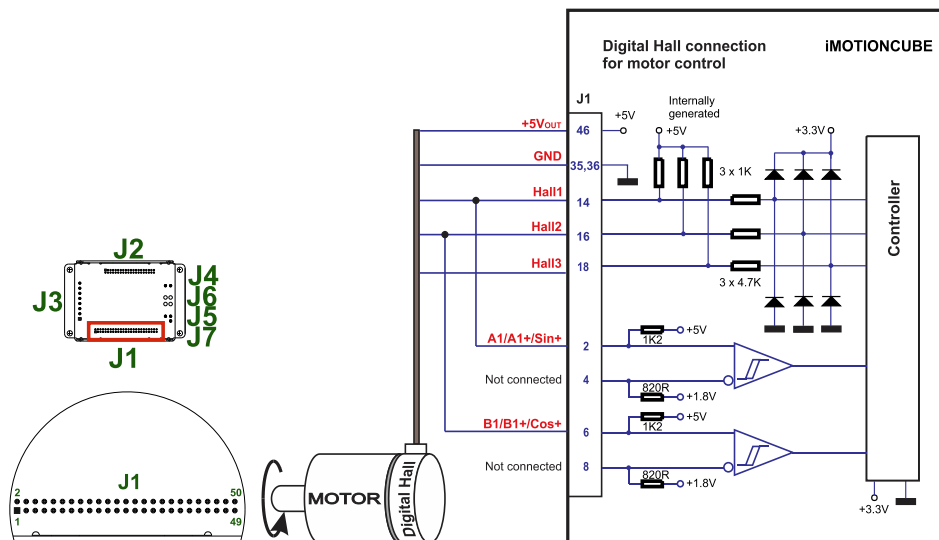 Digital Hall connection
for motor control
iMOTIONCUBE
J1
Internally
generated
+5VOUT
46
+5V
+5V
+3.3V
GND
35,36
3 x 1K
Hall1
14
Hall2
16
Hall3
18
3 x 4.7K
Controller
J2
J4
J3
J6
J5
J7
J1
A1/A1+/Sin+
2
+5V
1K2
Not connected
4
820R
+1.8V
+5V
B1/B1+/Cos+
6
1K2
Not connected
8
820R
+1.8V
+3.3V
J1
2
50
1
49
MOTOR
Digital Hall